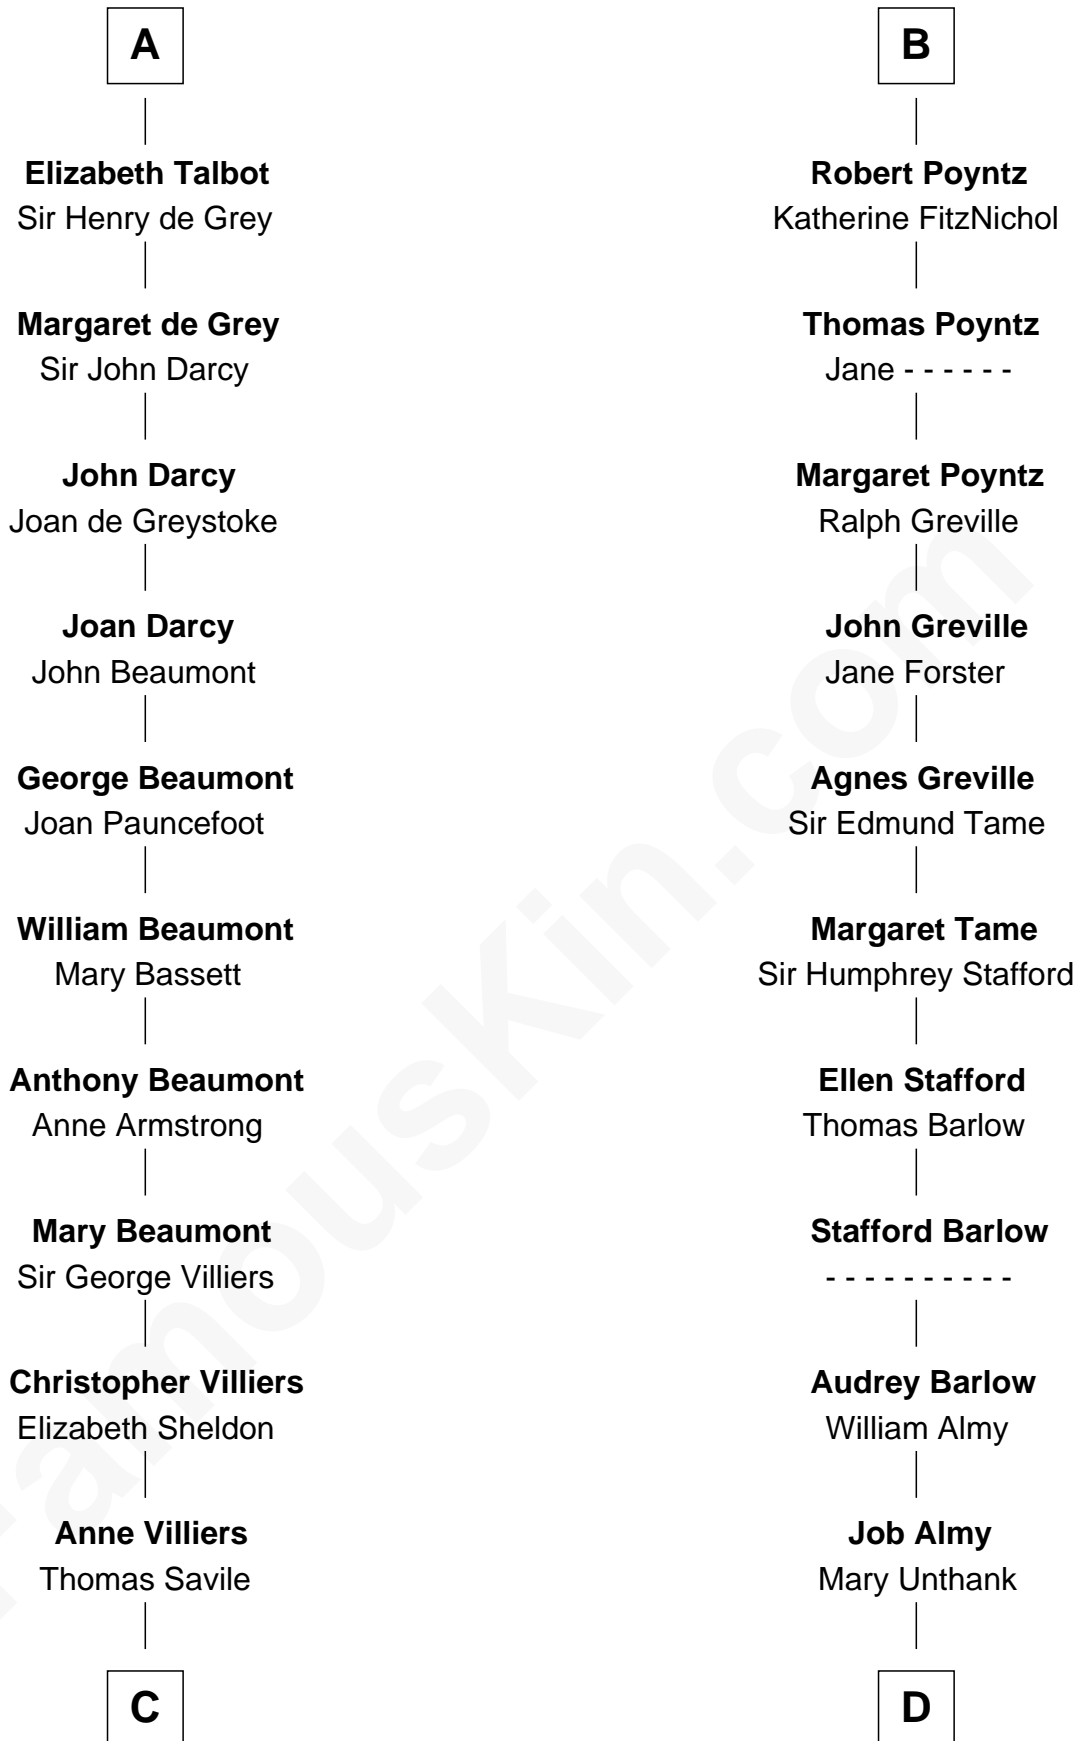 A
Elizabeth Talbot
Sir Henry de Grey
Margaret de Grey
Sir John Darcy
John Darcy
Joan de Greystoke
Joan Darcy
John Beaumont
George Beaumont
Joan Pauncefoot
William Beaumont
Mary Bassett
Anthony Beaumont
Anne Armstrong
Mary Beaumont
Sir George Villiers
Christopher Villiers
Elizabeth Sheldon
Anne Villiers
Thomas Savile
C
B
Robert Poyntz
Katherine FitzNichol
Thomas Poyntz
Jane - - - - - -
Margaret Poyntz
Ralph Greville
John Greville
Jane Forster
Agnes Greville
Sir Edmund Tame
Margaret Tame
Sir Humphrey Stafford
Ellen Stafford
Thomas Barlow
Stafford Barlow
- - - - - - - - - -
Audrey Barlow
William Almy
Job Almy
Mary Unthank
D
FamousKin.com